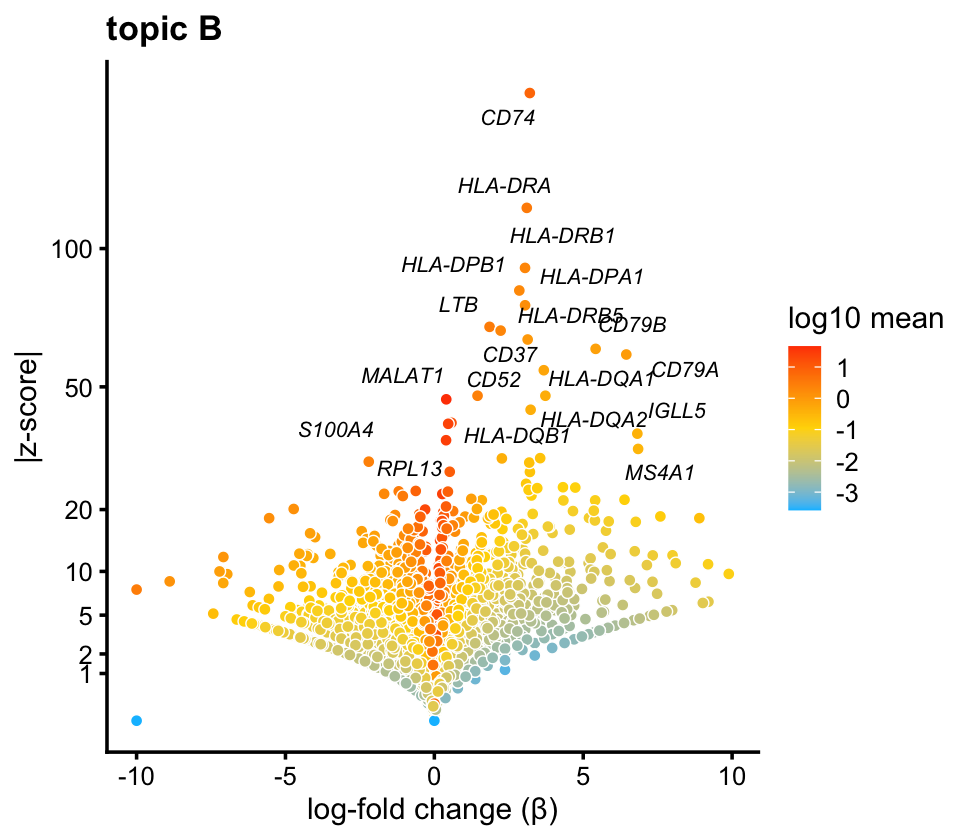 topic B
CD74
HLA-DRA
HLA-DRB1
100
HLA-DPB1
HLA-DPA1
LTB
HLA-DRB5
CD79B
log10 mean
CD37
CD79A
MALAT1
CD52
HLA-DQA1
50
1
0
-1
-2
-3
IGLL5
HLA-DQA2
S100A4
HLA-DQB1
RPL13
MS4A1
20
10
5
2
1
|z-score|
-10
-5
0
5
10
log-fold change (β)